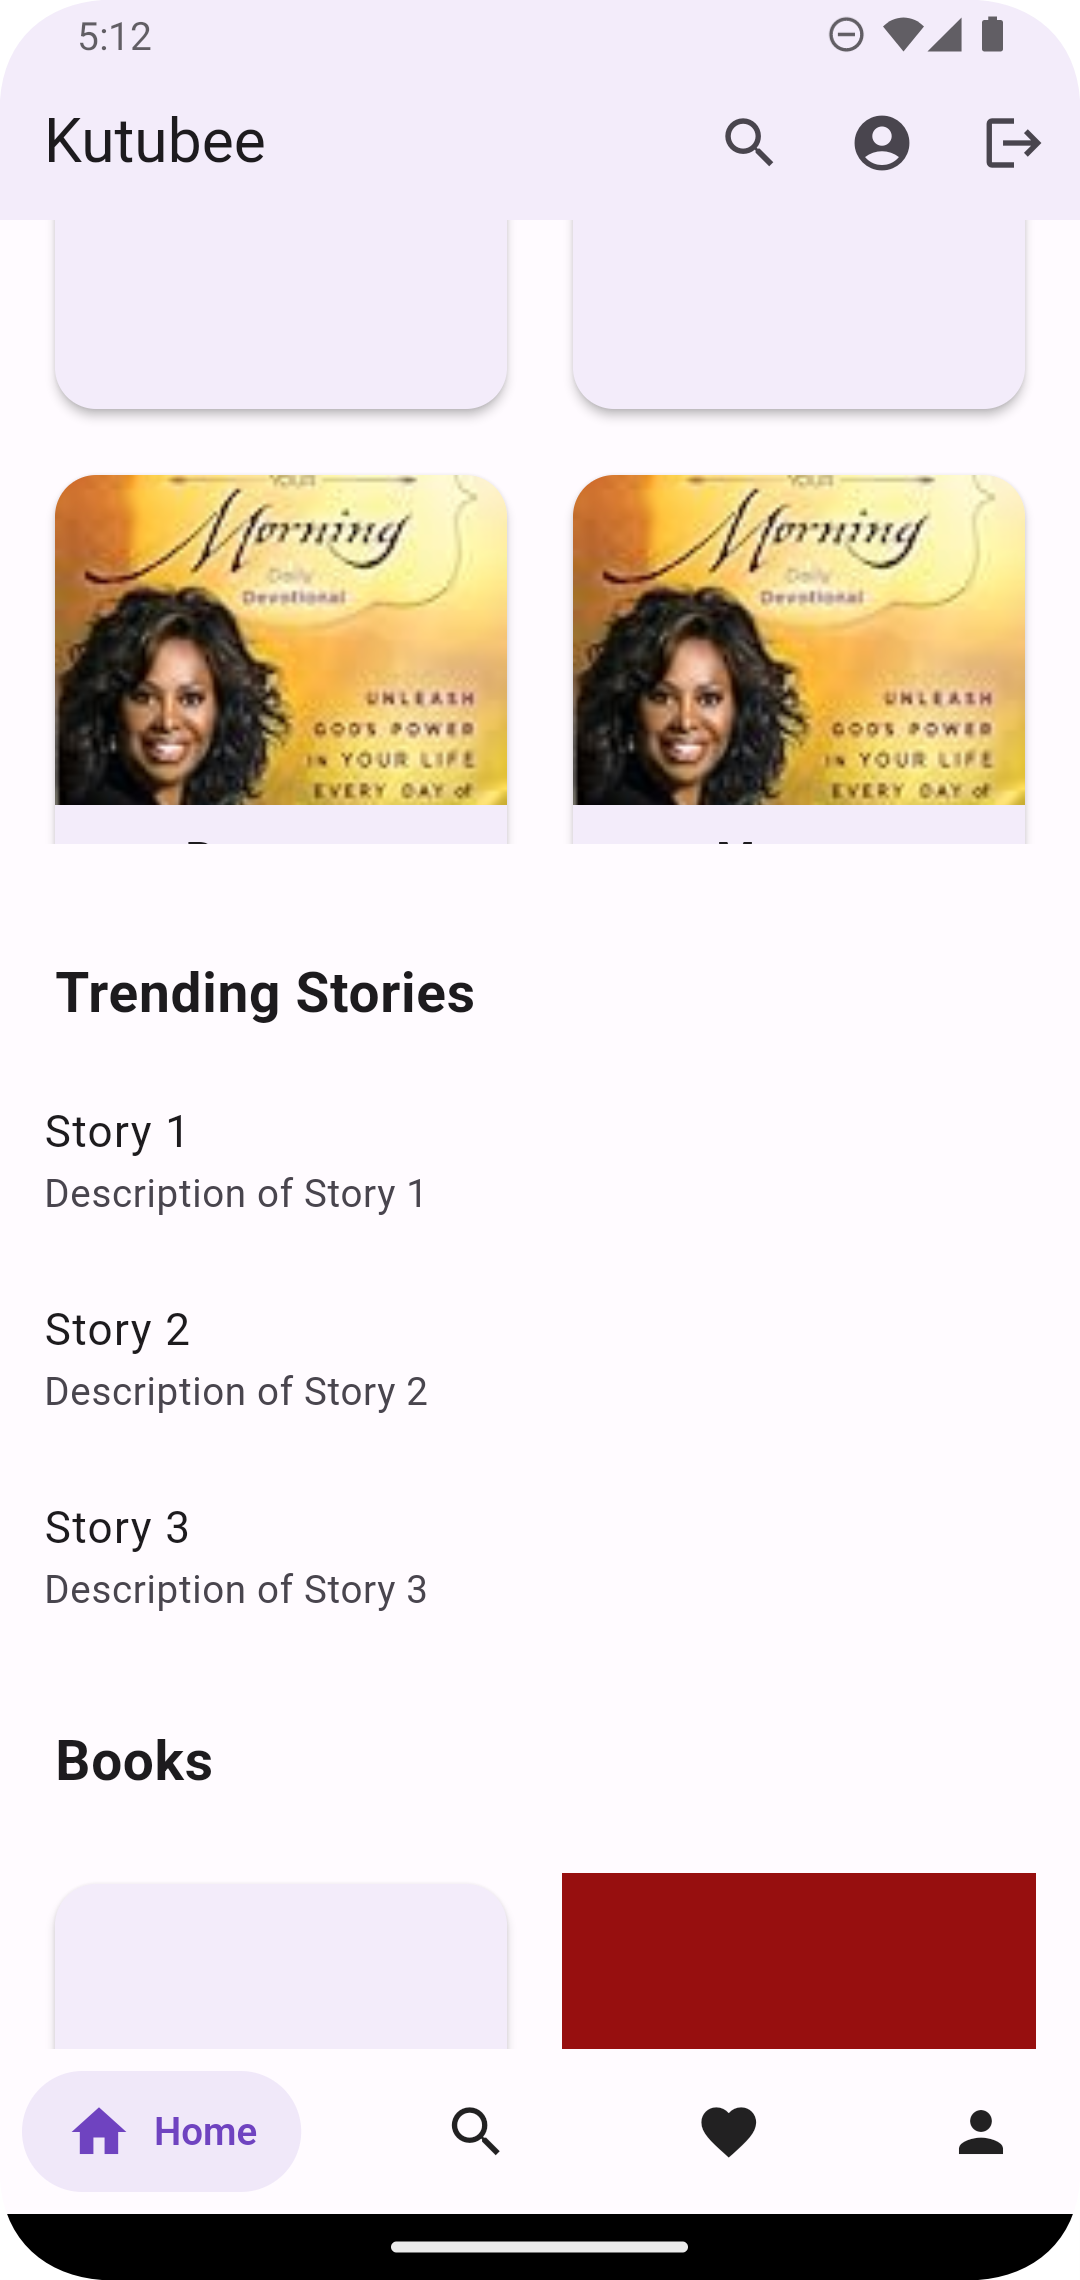 5:12
Kutubee
YOUR
Morning
Daily
Devotional
UNLEASH
GOD'S POWER
IN YOUR LIFE
EVERY DAY of
YOUR
Morning
Daily
Devotional
UNLEASH
GOD'S POWER
IN YOUR LIFE
EVERY DAY of
Trending Stories
Story 1
Description of Story 1
Story 2
Description of Story 2
Story 3
Description of Story 3
Books
Home